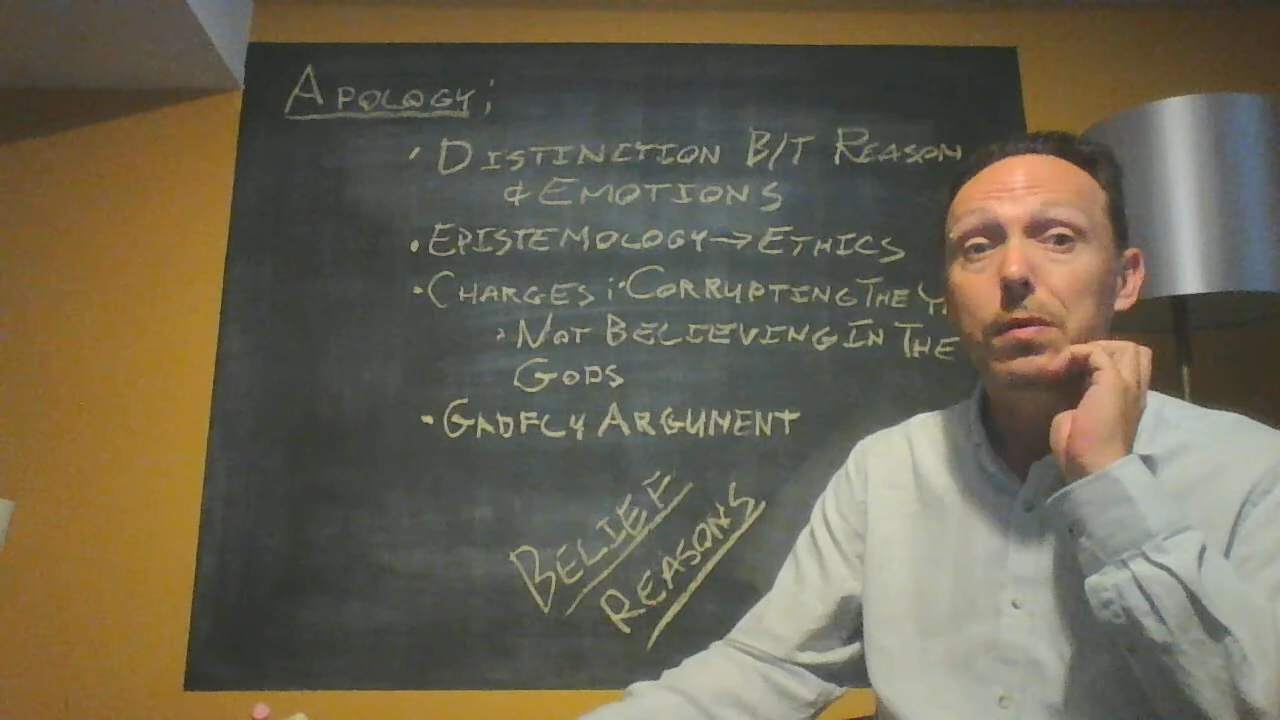 APOLOGY:
• DISTINCTION B/T REASON
& EMOTIONS
• EPISTEMOLOGY → ETHICS
• CHARGES: • CORRUPTING THE
• NOT BELIEVING IN THE
GODS
• GADFLY ARGUMENT
BELIEF
REASONS